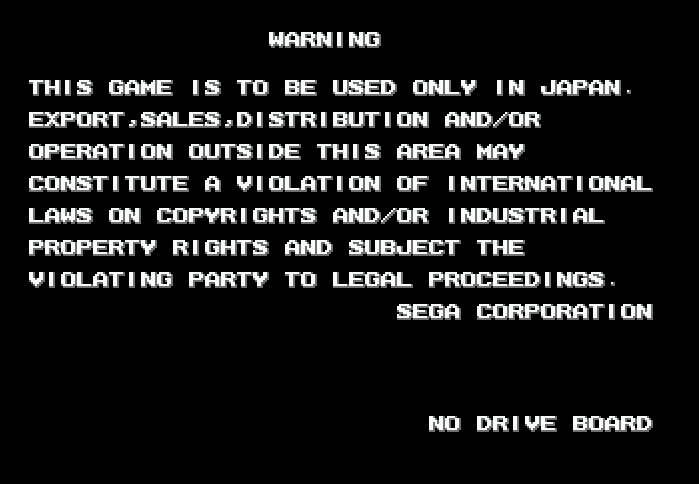 WARNING
THIS GAME IS TO BE USED ONLY IN JAPAN.
EXPORT,SALES,DISTRIBUTION AND/OR
OPERATION OUTSIDE THIS AREA MAY
CONSTITUTE A VIOLATION OF INTERNATIONAL
LAWS ON COPYRIGHTS AND/OR INDUSTRIAL
PROPERTY RIGHTS AND SUBJECT THE
VIOLATING PARTY TO LEGAL PROCEEDINGS.
SEGA CORPORATION
NO DRIVE BOARD